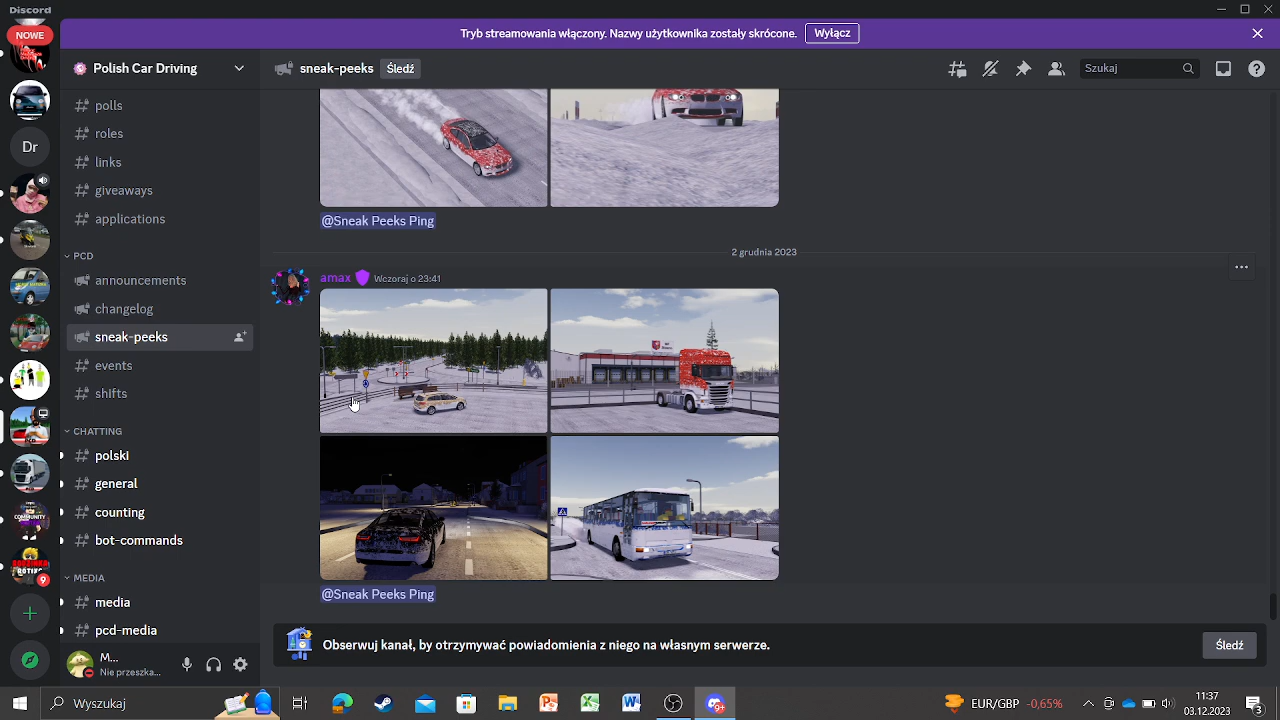 Discord
NOWE
Tryb streamowania włączony. Nazwy użytkownika zostały skrócone.
Wyłącz
Polish Car Driving
sneak-peeks
Śledź
Szukaj
polls
roles
links
giveaways
applications
PCD
announcements
changelog
sneak-peeks
events
shifts
CHATTING
polski
general
counting
bot-commands
MEDIA
media
pcd-media
Dr
COMMUNITY
9
M...
Nie przeszka...
@Sneak Peeks Ping
2 grudnia 2023
amax
Wczoraj o 23:41
@Sneak Peeks Ping
Obserwuj kanał, by otrzymywać powiadomienia z niego na własnym serwerze.
Śledź
Wyszukaj
EUR/GBP -0,65%
11:37
03.12.2023
3